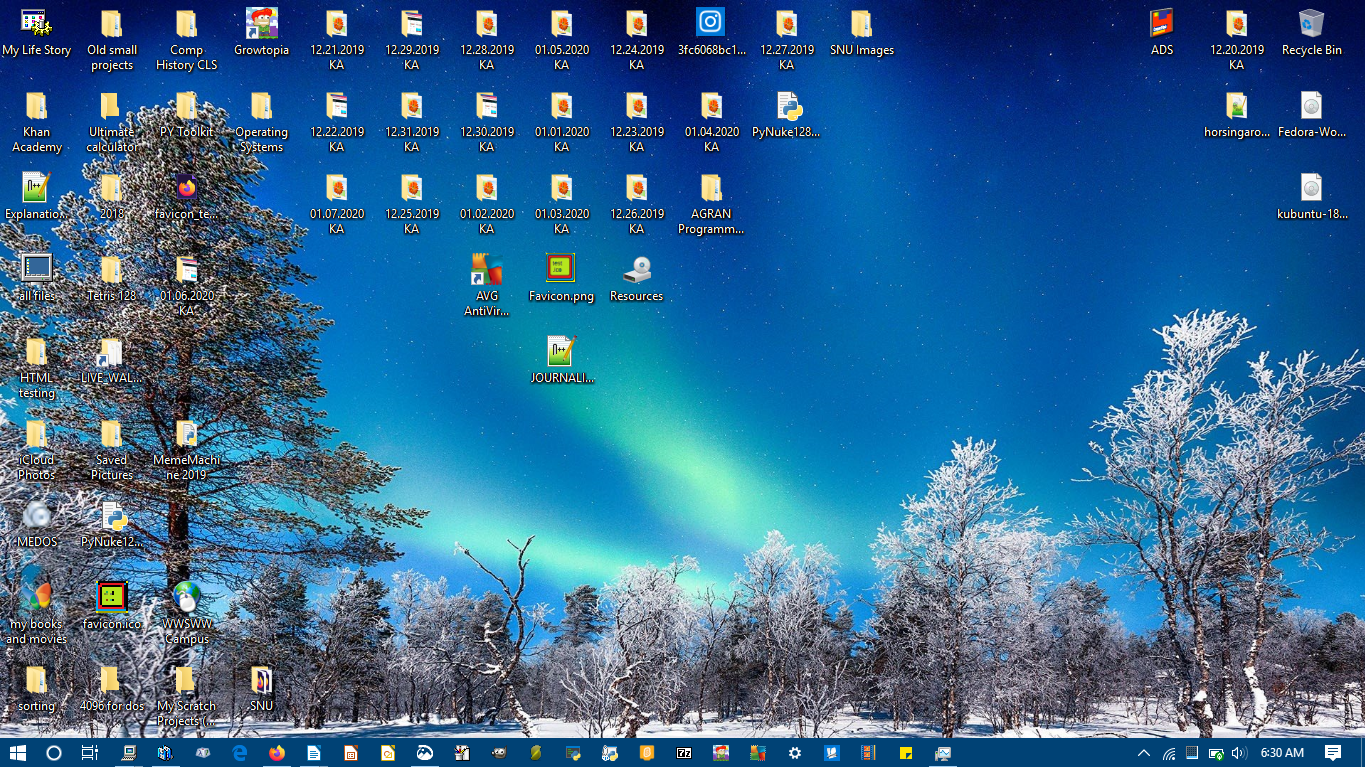 My Life Story
Old small
projects
Comp
History CLS
Growtopia
12.21.2019
KA
12.29.2019
KA
12.28.2019
KA
01.05.2020
KA
12.24.2019
KA
3fc6068bc1...
12.27.2019
KA
SNU Images
ADS
12.20.2019
KA
Recycle Bin
Khan
Academy
Ultimate
calculator
PY Toolkit
Operating
Systems
12.22.2019
KA
12.31.2019
KA
12.30.2019
KA
01.01.2020
KA
12.23.2019
KA
01.04.2020
KA
PyNuke128...
horsingaro...
Fedora-Wo...
Explanatio...
2018
favicon_te...
01.07.2020
KA
12.25.2019
KA
01.02.2020
KA
01.03.2020
KA
12.26.2019
KA
AGRAN
Programm...
kubuntu-18...
all files
Tetris 128
01.06.2020
KA
AVG
AntiVir...
Favicon.png
Resources
HTML
testing
LIVE_WAL...
JOURNALI...
iCloud
Photos
Saved
Pictures
MemeMachi
ne 2019
MEDOS
PyNuke12...
my books
and movies
favicon.ico
WWSWW
Campus
sorting
4096 for dos
My Scratch
Projects (...
SNU
6:30 AM